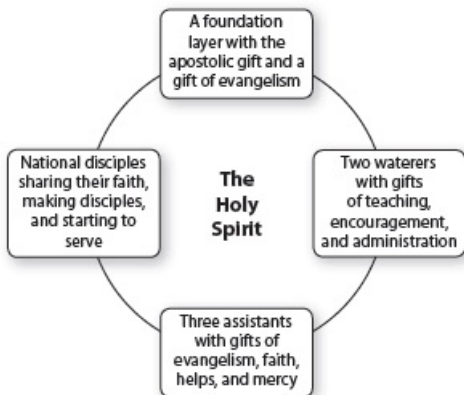 A foundation
layer with the
apostolic gift and a
gift of evangelism
National disciples
sharing their faith,
making disciples,
and starting to
serve
The
Holy
Spirit
Two waterers
with gifts
of teaching,
encouragement,
and administration
Three assistants
with gifts of
evangelism, faith,
helps, and mercy